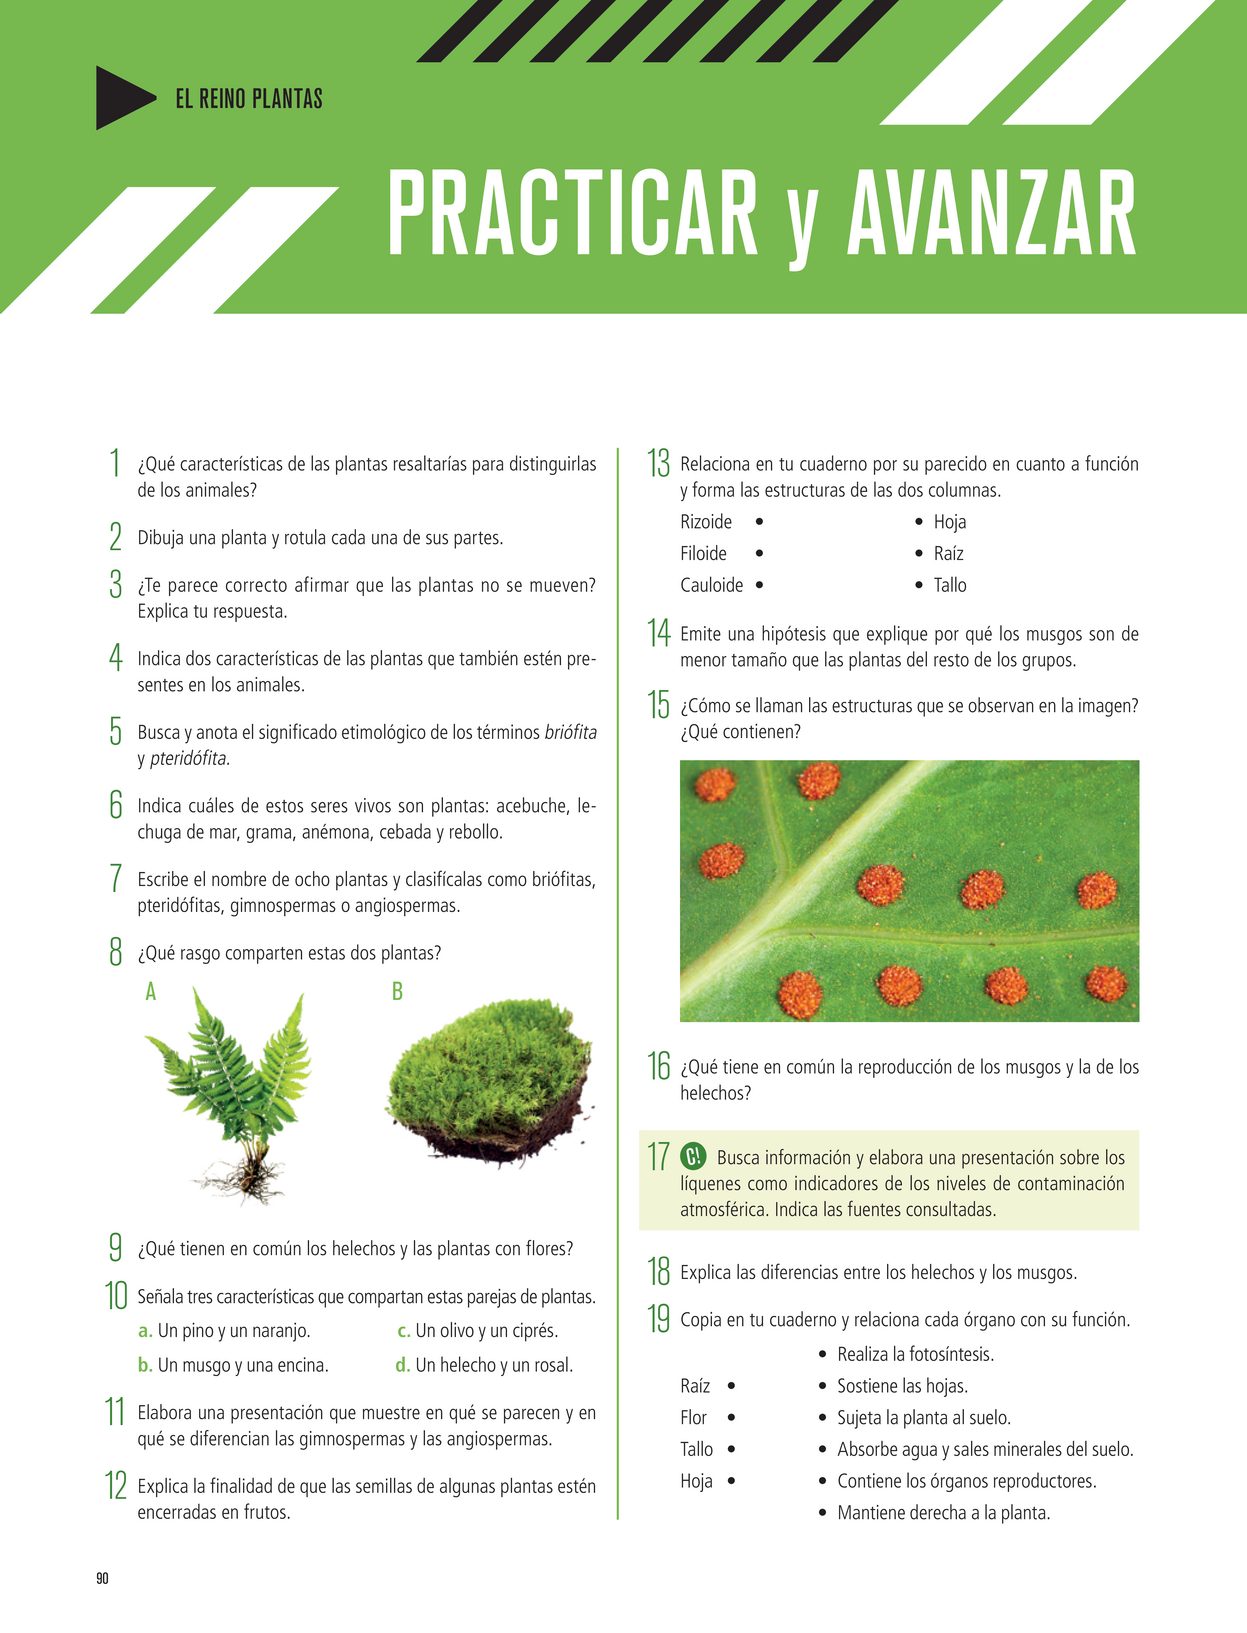 EL REINO PLANTAS
PRACTICAR y AVANZAR
1 ¿Qué características de las plantas resaltarías para distinguirlas
de los animales?
2 Dibuja una planta y rotula cada una de sus partes.
3 ¿Te parece correcto afirmar que las plantas no se mueven?
Explica tu respuesta.
4 Indica dos características de las plantas que también estén pre-
sentes en los animales.
5 Busca y anota el significado etimológico de los términos briófita
y pteridófita.
6 Indica cuáles de estos seres vivos son plantas: acebuche, le-
chuga de mar, grama, anémona, cebada y rebollo.
7 Escribe el nombre de ocho plantas y clasifícalas como briófitas,
pteridófitas, gimnospermas o angiospermas.
8 ¿Qué rasgo comparten estas dos plantas?
A B
9 ¿Qué tienen en común los helechos y las plantas con flores?
10 Señala tres características que compartan estas parejas de plantas.
a. Un pino y un naranjo. c. Un olivo y un ciprés.
b. Un musgo y una encina. d. Un helecho y un rosal.
11 Elabora una presentación que muestre en qué se parecen y en
qué se diferencian las gimnospermas y las angiospermas.
12 Explica la finalidad de que las semillas de algunas plantas estén
encerradas en frutos.
13 Relaciona en tu cuaderno por su parecido en cuanto a función
y forma las estructuras de las dos columnas.
Rizoide • • Hoja
Filoide • • Raíz
Cauloide • • Tallo
14 Emite una hipótesis que explique por qué los musgos son de
menor tamaño que las plantas del resto de los grupos.
15 ¿Cómo se llaman las estructuras que se observan en la imagen?
¿Qué contienen?
16 ¿Qué tiene en común la reproducción de los musgos y la de los
helechos?
17 C! Busca información y elabora una presentación sobre los
líquenes como indicadores de los niveles de contaminación
atmosférica. Indica las fuentes consultadas.
18 Explica las diferencias entre los helechos y los musgos.
19 Copia en tu cuaderno y relaciona cada órgano con su función.
• Realiza la fotosíntesis.
Raíz • • Sostiene las hojas.
Flor • • Sujeta la planta al suelo.
Tallo • • Absorbe agua y sales minerales del suelo.
Hoja • • Contiene los órganos reproductores.
• Mantiene derecha a la planta.
90